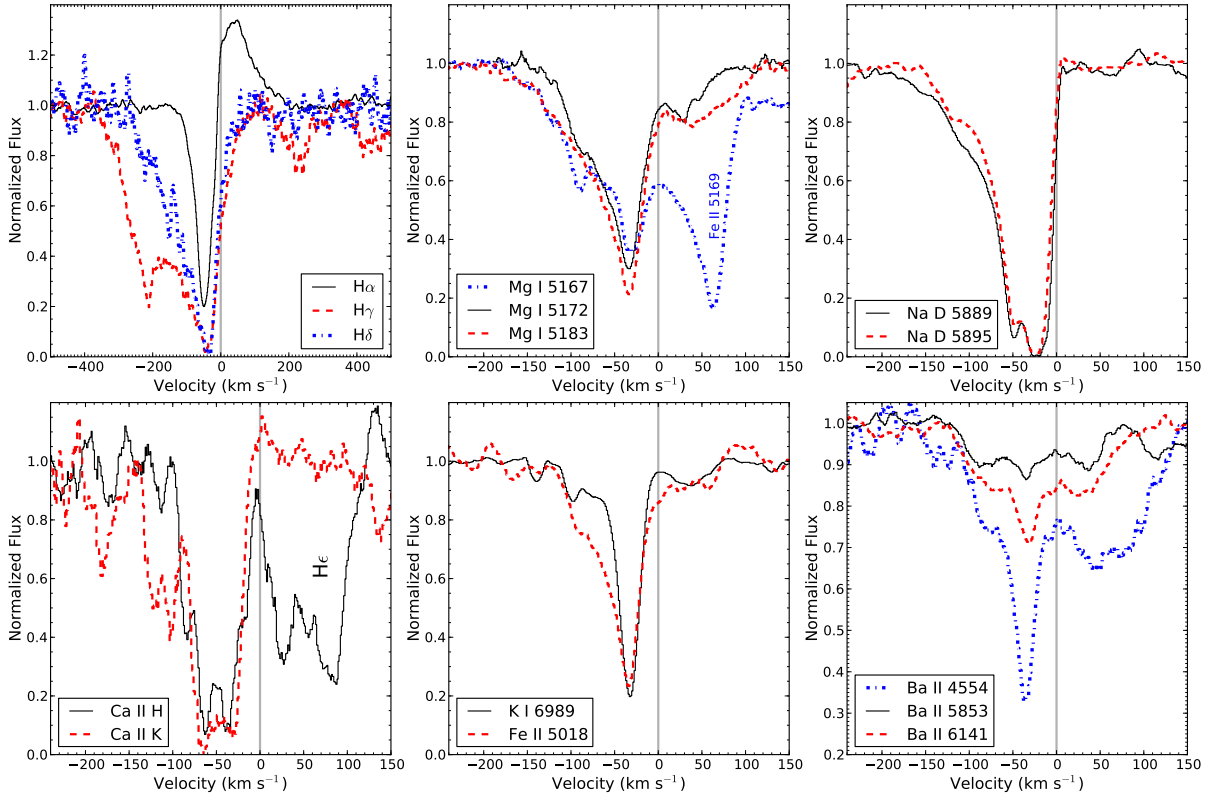 Normalized Flux
1.2
1.0
0.8
0.6
0.4
0.2
0.0
Hα
Hγ
Hδ
−400 −200 0 200 400
Velocity (km s⁻¹)
Normalized Flux
1.0
0.8
0.6
0.4
0.2
0.0
Fe II 5169
Mg I 5167
Mg I 5172
Mg I 5183
−200 −150 −100 −50 0 50 100 150
Velocity (km s⁻¹)
Normalized Flux
1.0
0.8
0.6
0.4
0.2
0.0
Na D 5889
Na D 5895
−200 −150 −100 −50 0 50 100 150
Velocity (km s⁻¹)
Normalized Flux
1.0
0.8
0.6
0.4
0.2
0.0
Hε
Ca II H
Ca II K
−200 −150 −100 −50 0 50 100 150
Velocity (km s⁻¹)
Normalized Flux
1.0
0.8
0.6
0.4
0.2
0.0
K I 6989
Fe II 5018
−200 −150 −100 −50 0 50 100 150
Velocity (km s⁻¹)
Normalized Flux
1.0
0.9
0.8
0.7
0.6
0.5
0.4
0.3
0.2
Ba II 4554
Ba II 5853
Ba II 6141
−200 −150 −100 −50 0 50 100 150
Velocity (km s⁻¹)